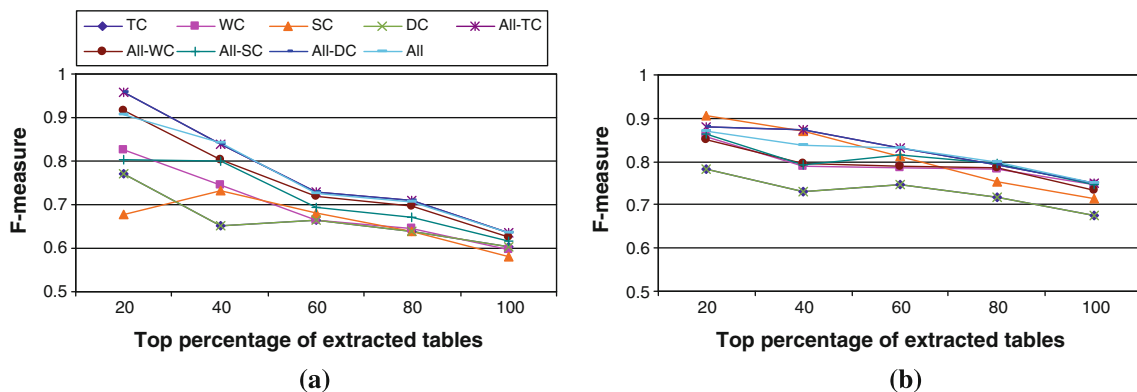 TC WC SC DC All-TC
All-WC All-SC All-DC All
1
0.9
0.8
0.7
0.6
0.5
F-measure
20 40 60 80 100
Top percentage of extracted tables
(a)
1
0.9
0.8
0.7
0.6
0.5
F-measure
20 40 60 80 100
Top percentage of extracted tables
(b)